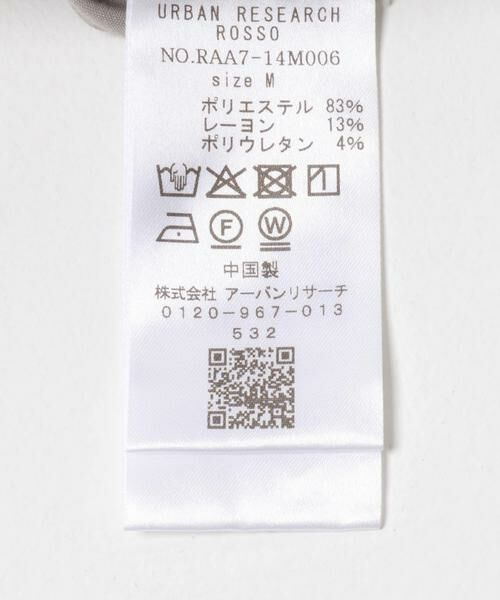 URBAN RESEARCH
ROSSO
NO.RAA7-14M006
size M
ポリエステル 83%
レーヨン 13%
ポリウレタン 4%
F W
中国製
株式会社 アーバンリサーチ
0120-967-013
532